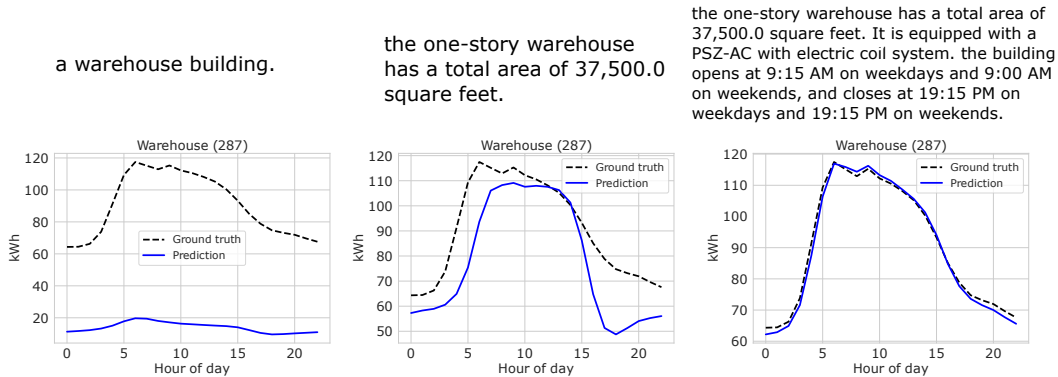 a warehouse building.
the one-story warehouse
has a total area of 37,500.0
square feet.
the one-story warehouse has a total area of
37,500.0 square feet. It is equipped with a
PSZ-AC with electric coil system. the building
opens at 9:15 AM on weekdays and 9:00 AM
on weekends, and closes at 19:15 PM on
weekdays and 19:15 PM on weekends.
Warehouse (287)
120
100
80
60
40
20
kWh
Ground truth
Prediction
0
5
10
15
20
Hour of day
Warehouse (287)
120
110
100
90
80
70
60
50
kWh
Ground truth
Prediction
0
5
10
15
20
Hour of day
Warehouse (287)
120
110
100
90
80
70
60
kWh
Ground truth
Prediction
0
5
10
15
20
Hour of day